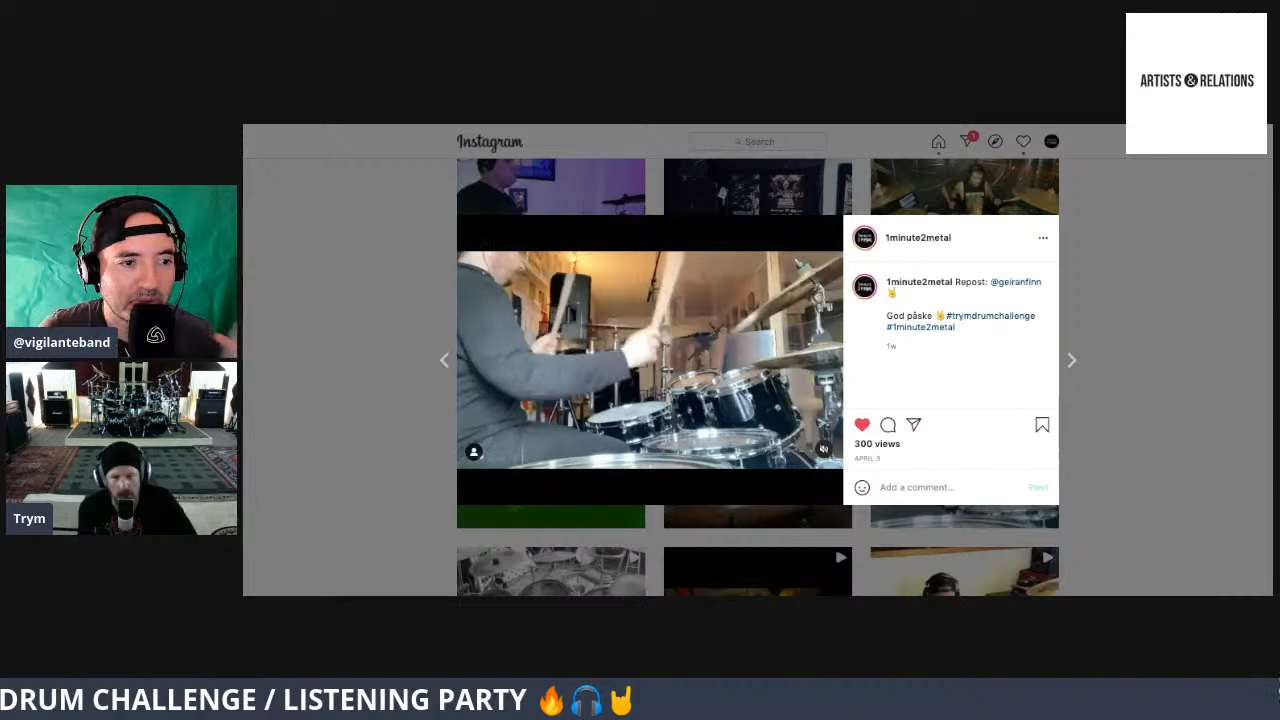 ARTISTS & RELATIONS
Instagram
Search
1
1minute2metal
1minute2metal Repost: @geiranfinn
🤘
God påske 🤘#trymdrumchallenge
#1minute2metal
1w
300 views
APRIL 3
Add a comment...
Post
@vigilanteband
Trym
DRUM CHALLENGE / LISTENING PARTY 🔥🎧🤘